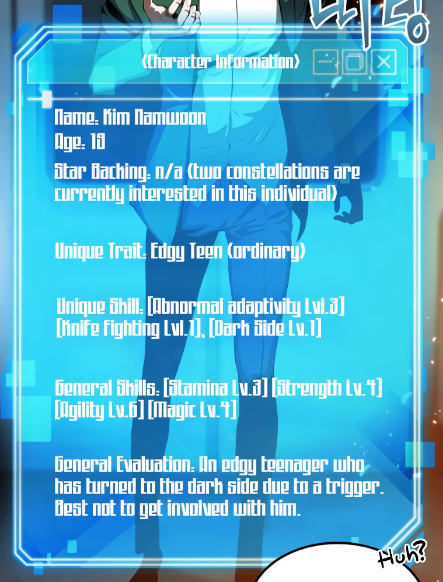 〈Character Information〉
Name: Kim Namwoon
Age: 19
Star Backing: n/a (two constellations are
currently interested in this individual)
Unique Trait: Edgy Teen (ordinary)
Unique Skill: [Abnormal adaptivity Lvl.3]
[Knife Fighting Lvl.1], [Dark Side Lv.1]
General Skills: [Stamina Lv.3] [Strength Lv.4]
[Agility Lv.6] [Magic Lv.4]
General Evaluation: An edgy teenager who
has turned to the dark side due to a trigger.
Best not to get involved with him.
Huh?